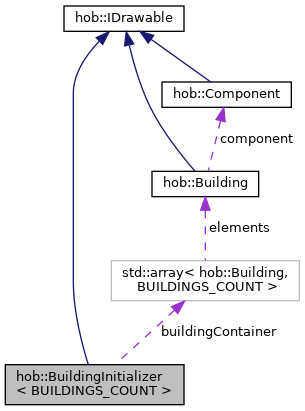 hob::IDrawable
hob::Component
component
hob::Building
elements
std::array< hob::Building,
BUILDINGS_COUNT >
buildingContainer
hob::BuildingInitializer
< BUILDINGS_COUNT >